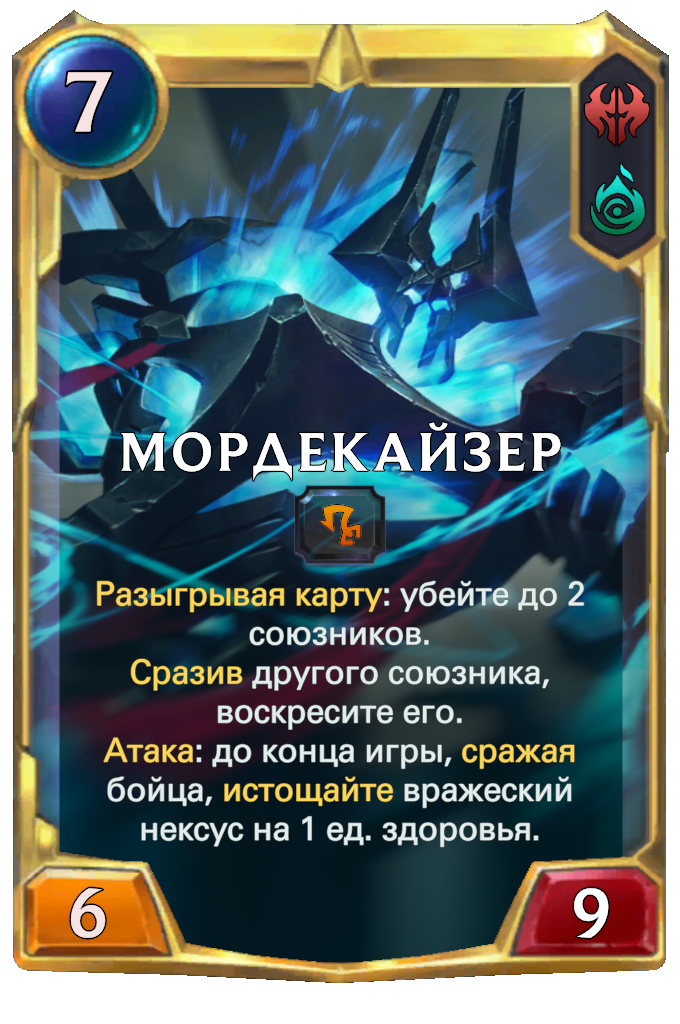 7
МОРДЕКАЙЗЕР
Разыгрывая карту: убейте до 2
союзников.
Сразив другого союзника,
воскресите его.
Атака: до конца игры, сражая
бойца, истощайте вражеский
нексус на 1 ед. здоровья.
6
9